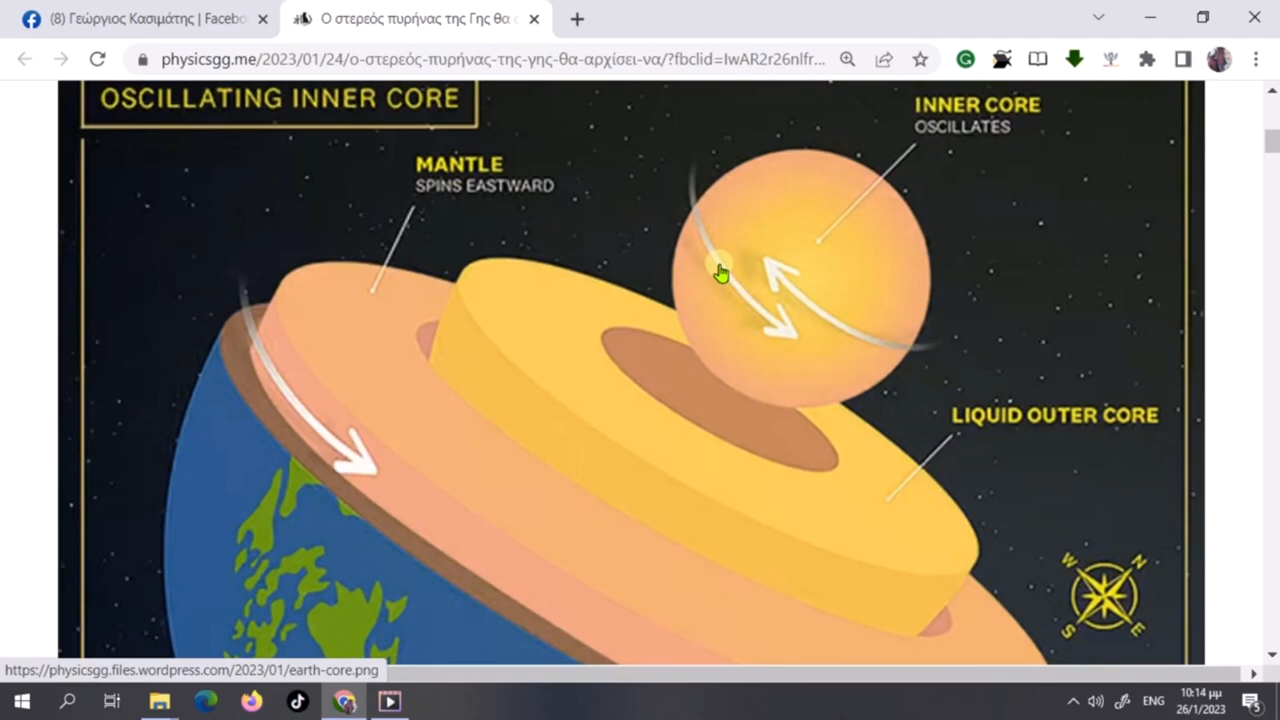 (8) Γεώργιος Κασιμάτης | Facebo
Ο στερεός πυρήνας της Γης θα
physicsgg.me/2023/01/24/ο-στερεός-πυρήνας-της-γης-θα-αρχίσει-να/?fbclid=IwAR2r26nIfr...
OSCILLATING INNER CORE
INNER CORE
OSCILLATES
MANTLE
SPINS EASTWARD
LIQUID OUTER CORE
W N
S E
https://physicsgg.files.wordpress.com/2023/01/earth-core.png
ENG
10:14 μμ
26/1/2023
5